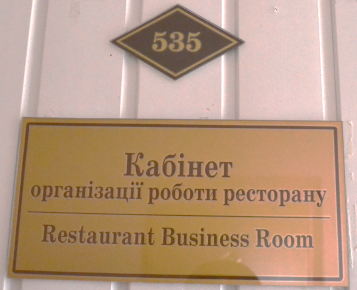 535
Кабінет
організації роботи ресторану
Restaurant Business Room